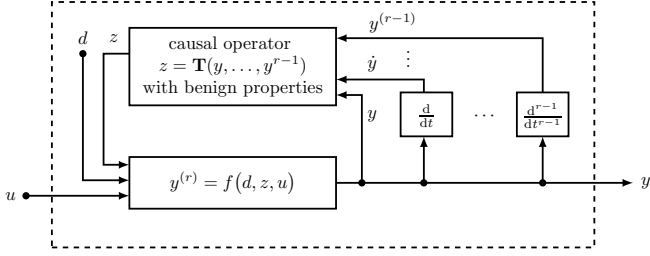 y^{(r-1)}
d
z
causal operator
z = T(y, . . . , y^{r−1})
with benign properties
ẏ
⋮
y
d/dt
· · ·
d^{r−1}/dt^{r−1}
y^{(r)} = f(d, z, u)
u
y